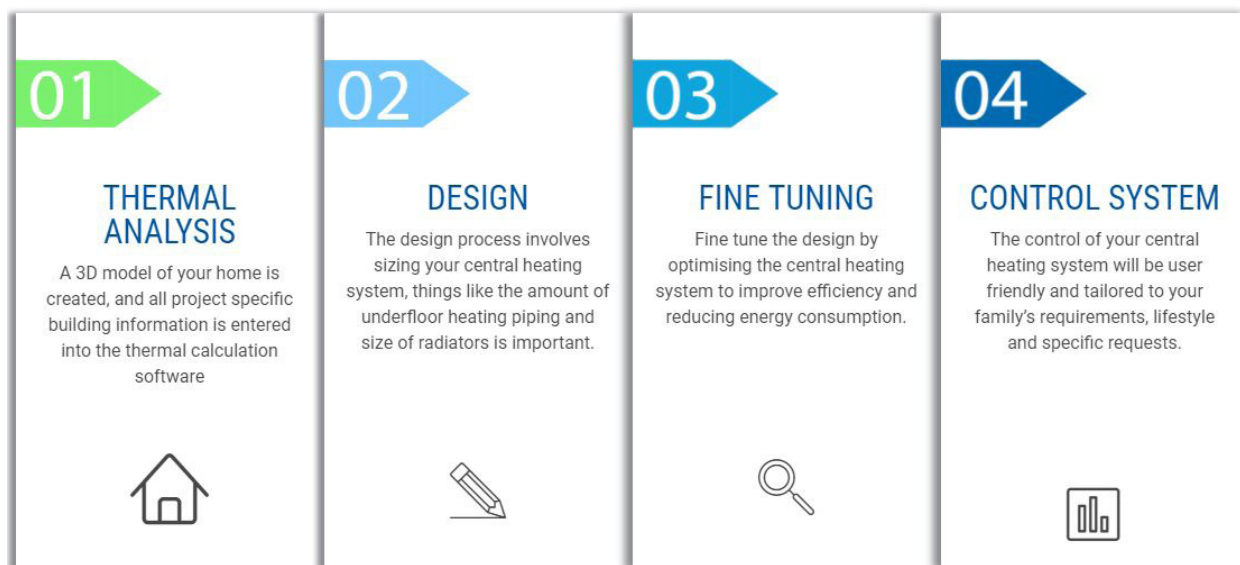 01
THERMAL
ANALYSIS
A 3D model of your home is
created, and all project specific
building information is entered
into the thermal calculation
software
02
DESIGN
The design process involves
sizing your central heating
system, things like the amount of
underfloor heating piping and
size of radiators is important.
03
FINE TUNING
Fine tune the design by
optimising the central heating
system to improve efficiency and
reducing energy consumption.
04
CONTROL SYSTEM
The control of your central
heating system will be user
friendly and tailored to your
family’s requirements, lifestyle
and specific requests.